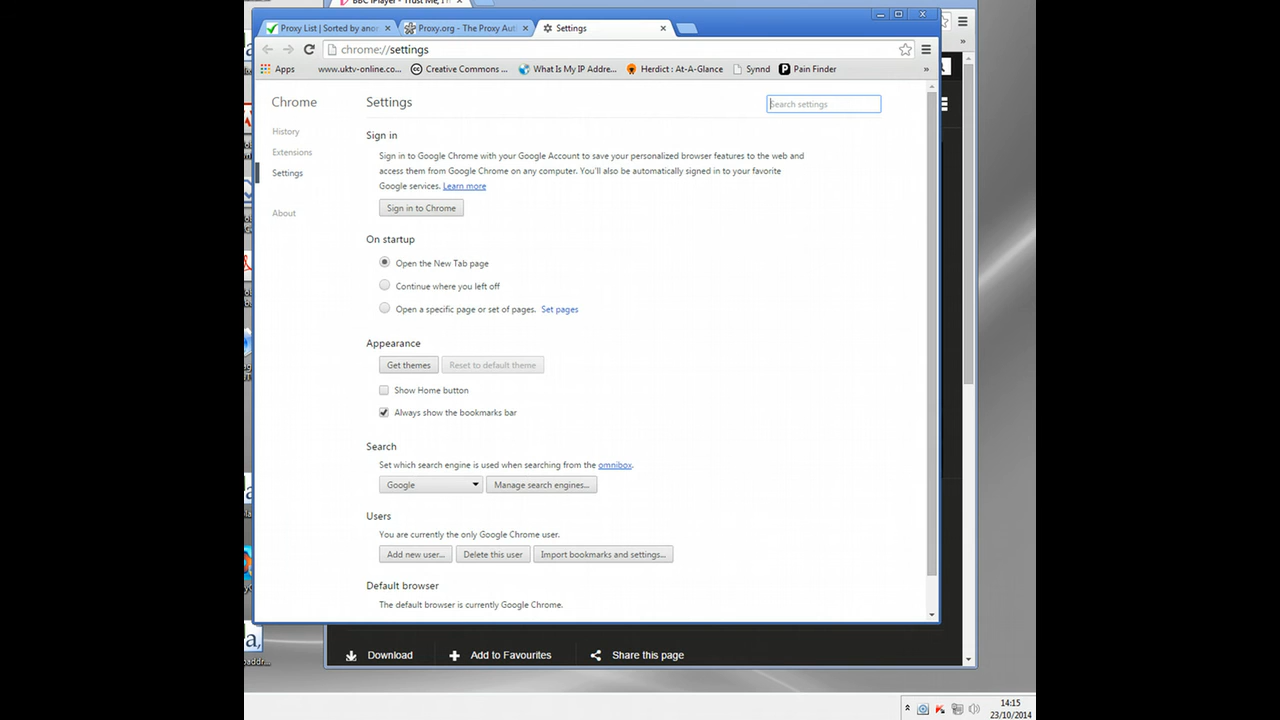 BBC iPlayer - Trust Me, I
Proxy List | Sorted by anon
Proxy.org - The Proxy Aut
Settings
chrome://settings
Apps
www.uktv-online.co...
Creative Commons ...
What Is My IP Addre...
Herdict : At-A-Glance
Synnd
Pain Finder
»
Chrome
History
Extensions
Settings
About
Settings
Search settings
Sign in
Sign in to Google Chrome with your Google Account to save your personalized browser features to the web and
access them from Google Chrome on any computer. You'll also be automatically signed in to your favorite
Google services. Learn more
Sign in to Chrome
On startup
Open the New Tab page
Continue where you left off
Open a specific page or set of pages. Set pages
Appearance
Get themes
Reset to default theme
Show Home button
Always show the bookmarks bar
Search
Set which search engine is used when searching from the omnibox.
Google
Manage search engines...
Users
You are currently the only Google Chrome user.
Add new user...
Delete this user
Import bookmarks and settings...
Default browser
The default browser is currently Google Chrome.
Download
Add to Favourites
Share this page
14:15
23/10/2014